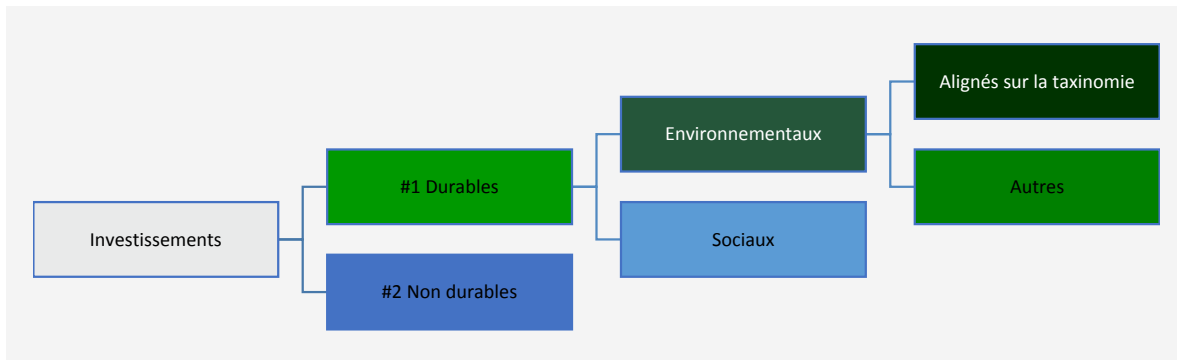 Alignés sur la taxinomie
Environnementaux
#1 Durables
Autres
Investissements
Sociaux
#2 Non durables